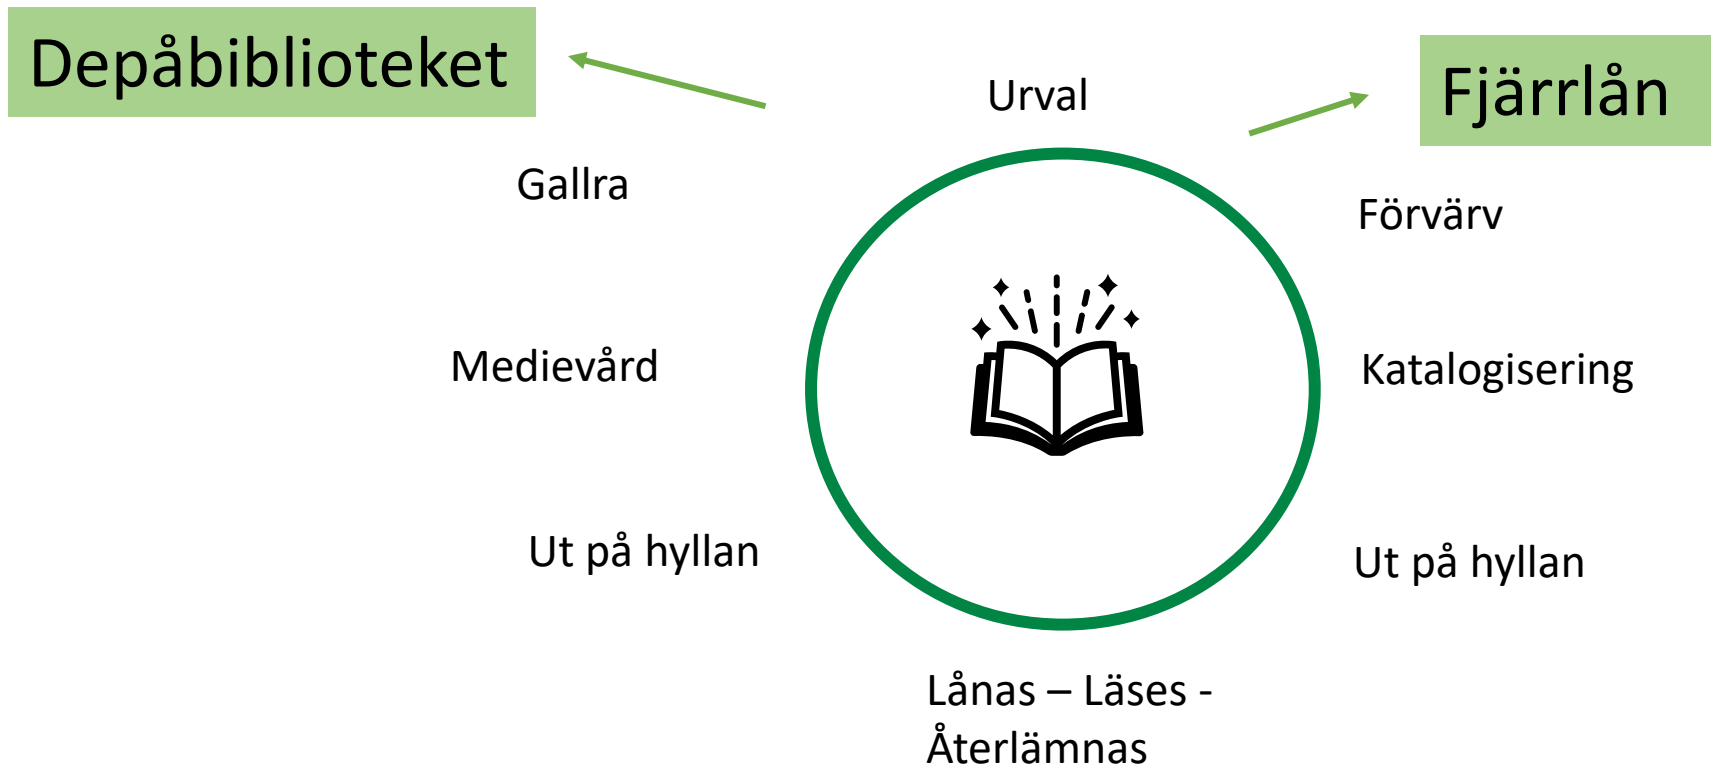 Depåbiblioteket
Fjärrlån
Urval
Gallra
Förvärv
Medievård
Katalogisering
Ut på hyllan
Ut på hyllan
Lånas – Läses -
Återlämnas